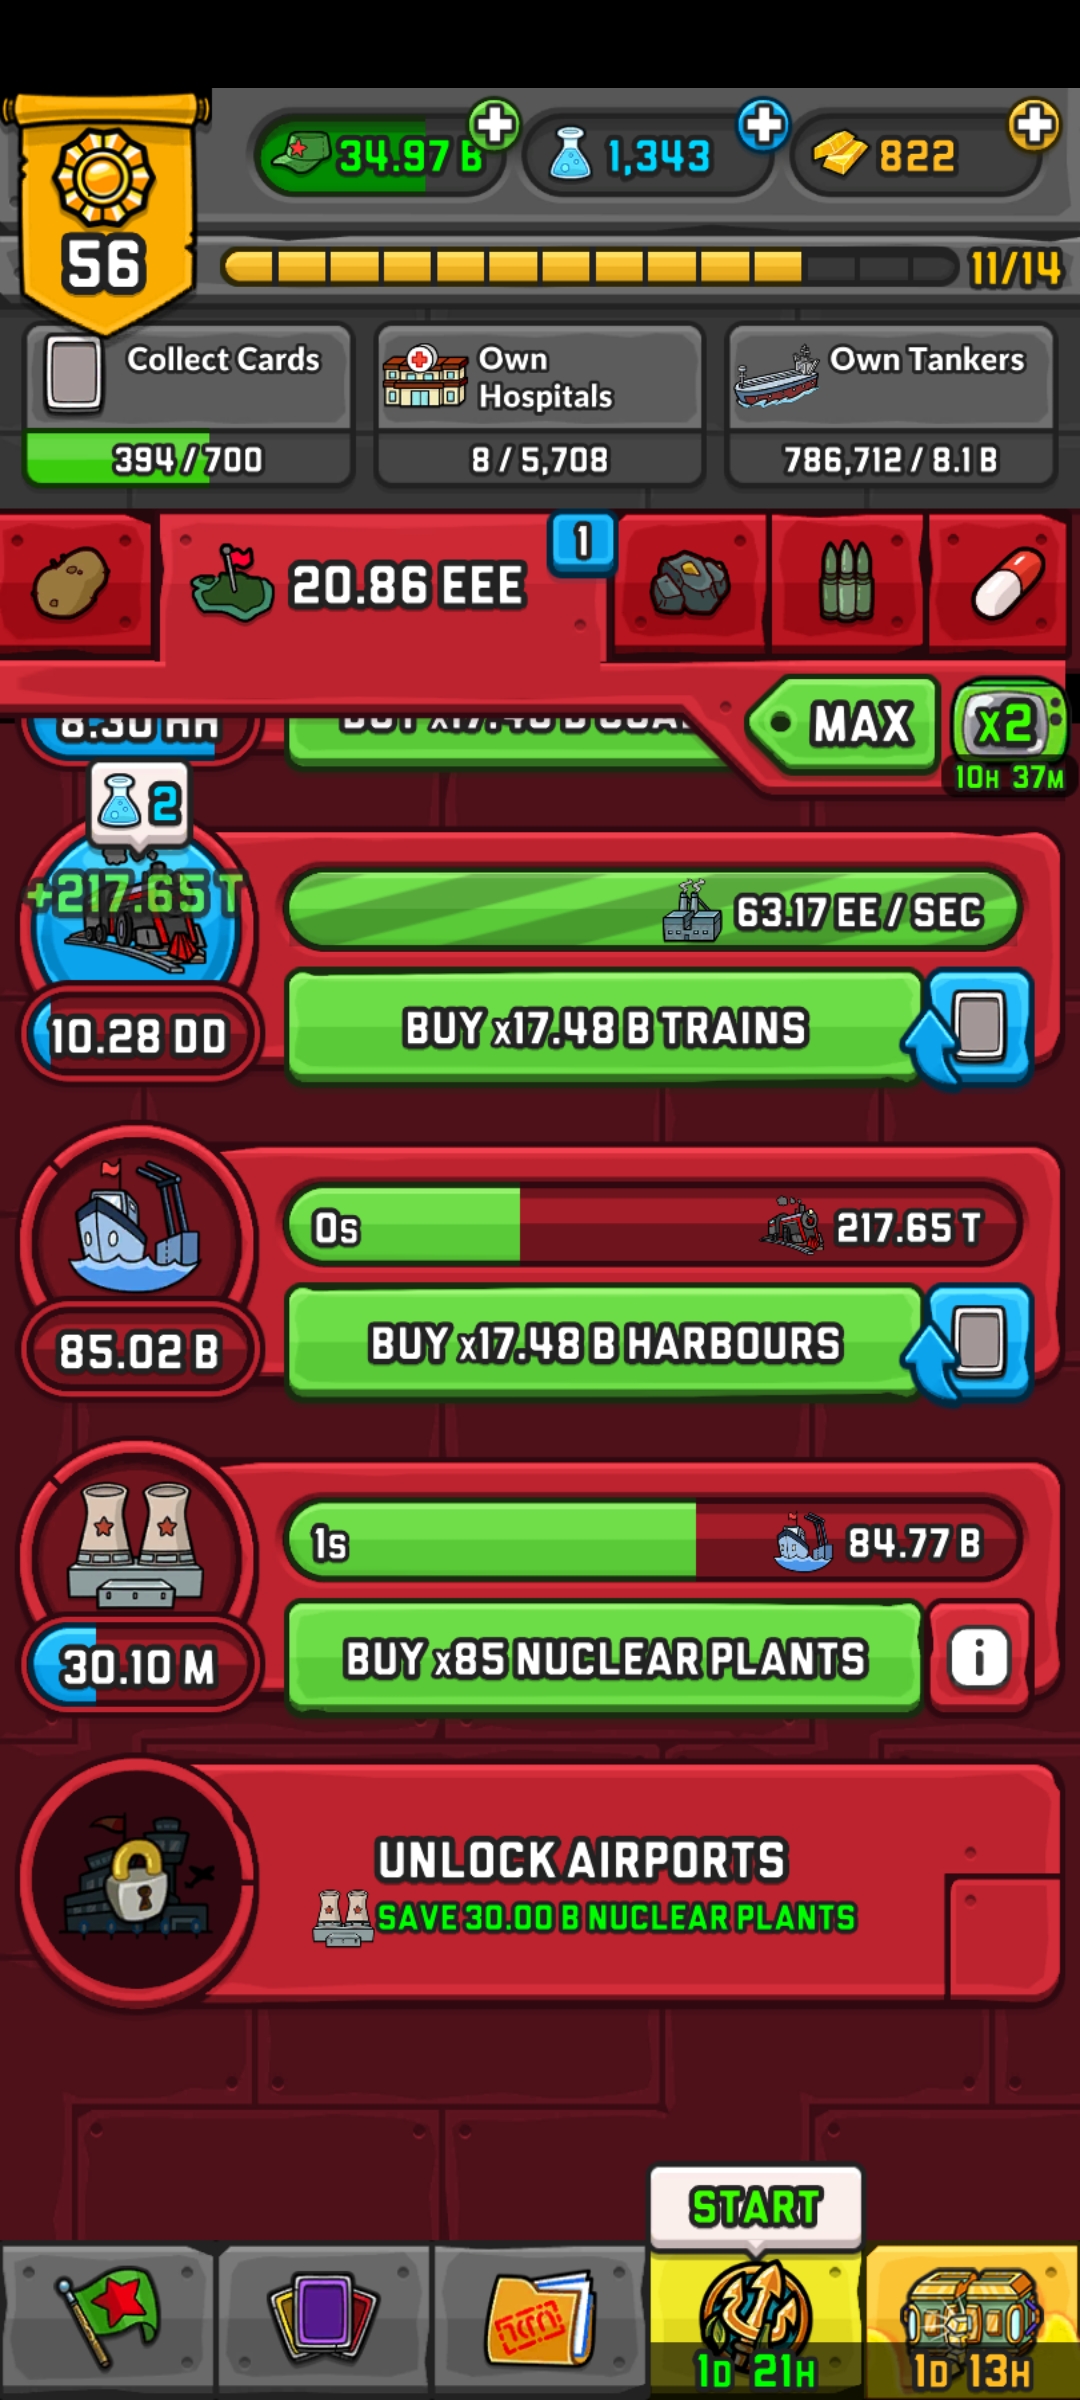 34.97 B
1,343
822
56
11/14
Collect Cards
394/700
Own
Hospitals
8/5,708
Own Tankers
786,712/8.1 B
20.86 EEE
1
MAX
x2
10H 37M
8.30 HH
2
+217.65 T
63.17 EE / SEC
10.28 DD
BUY x17.48 B TRAINS
0s
217.65 T
85.02 B
BUY x17.48 B HARBOURS
1s
84.77 B
30.10 M
BUY x85 NUCLEAR PLANTS
i
UNLOCK AIRPORTS
SAVE 30.00 B NUCLEAR PLANTS
START
1D 21H
1D 13H